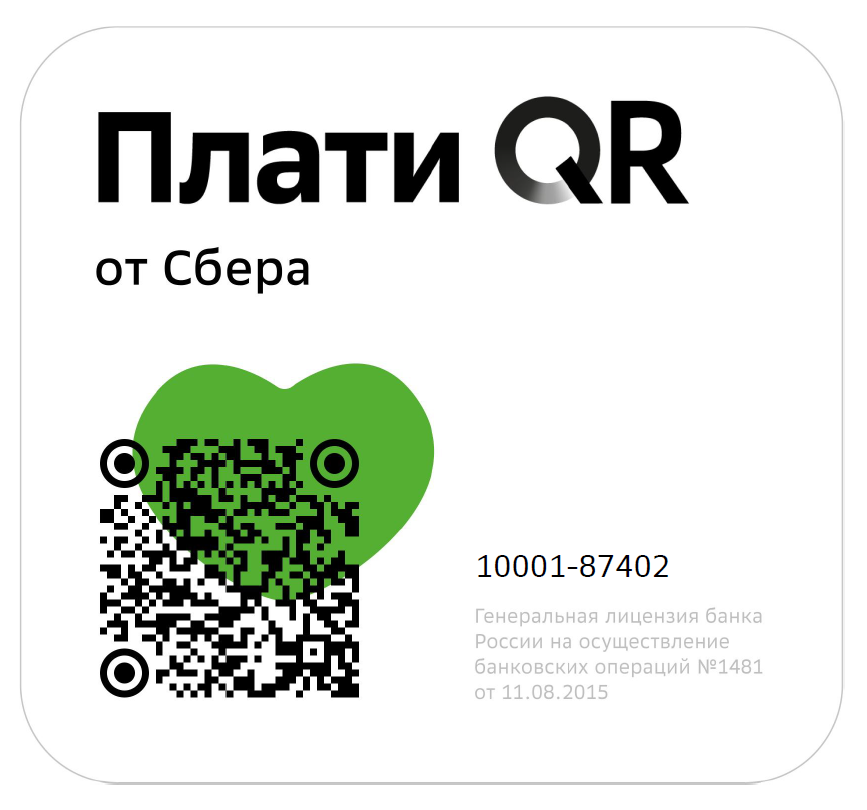 Плати QR
от Сбера
10001-87402
Генеральная лицензия банка
России на осуществление
банковских операций №1481
от 11.08.2015